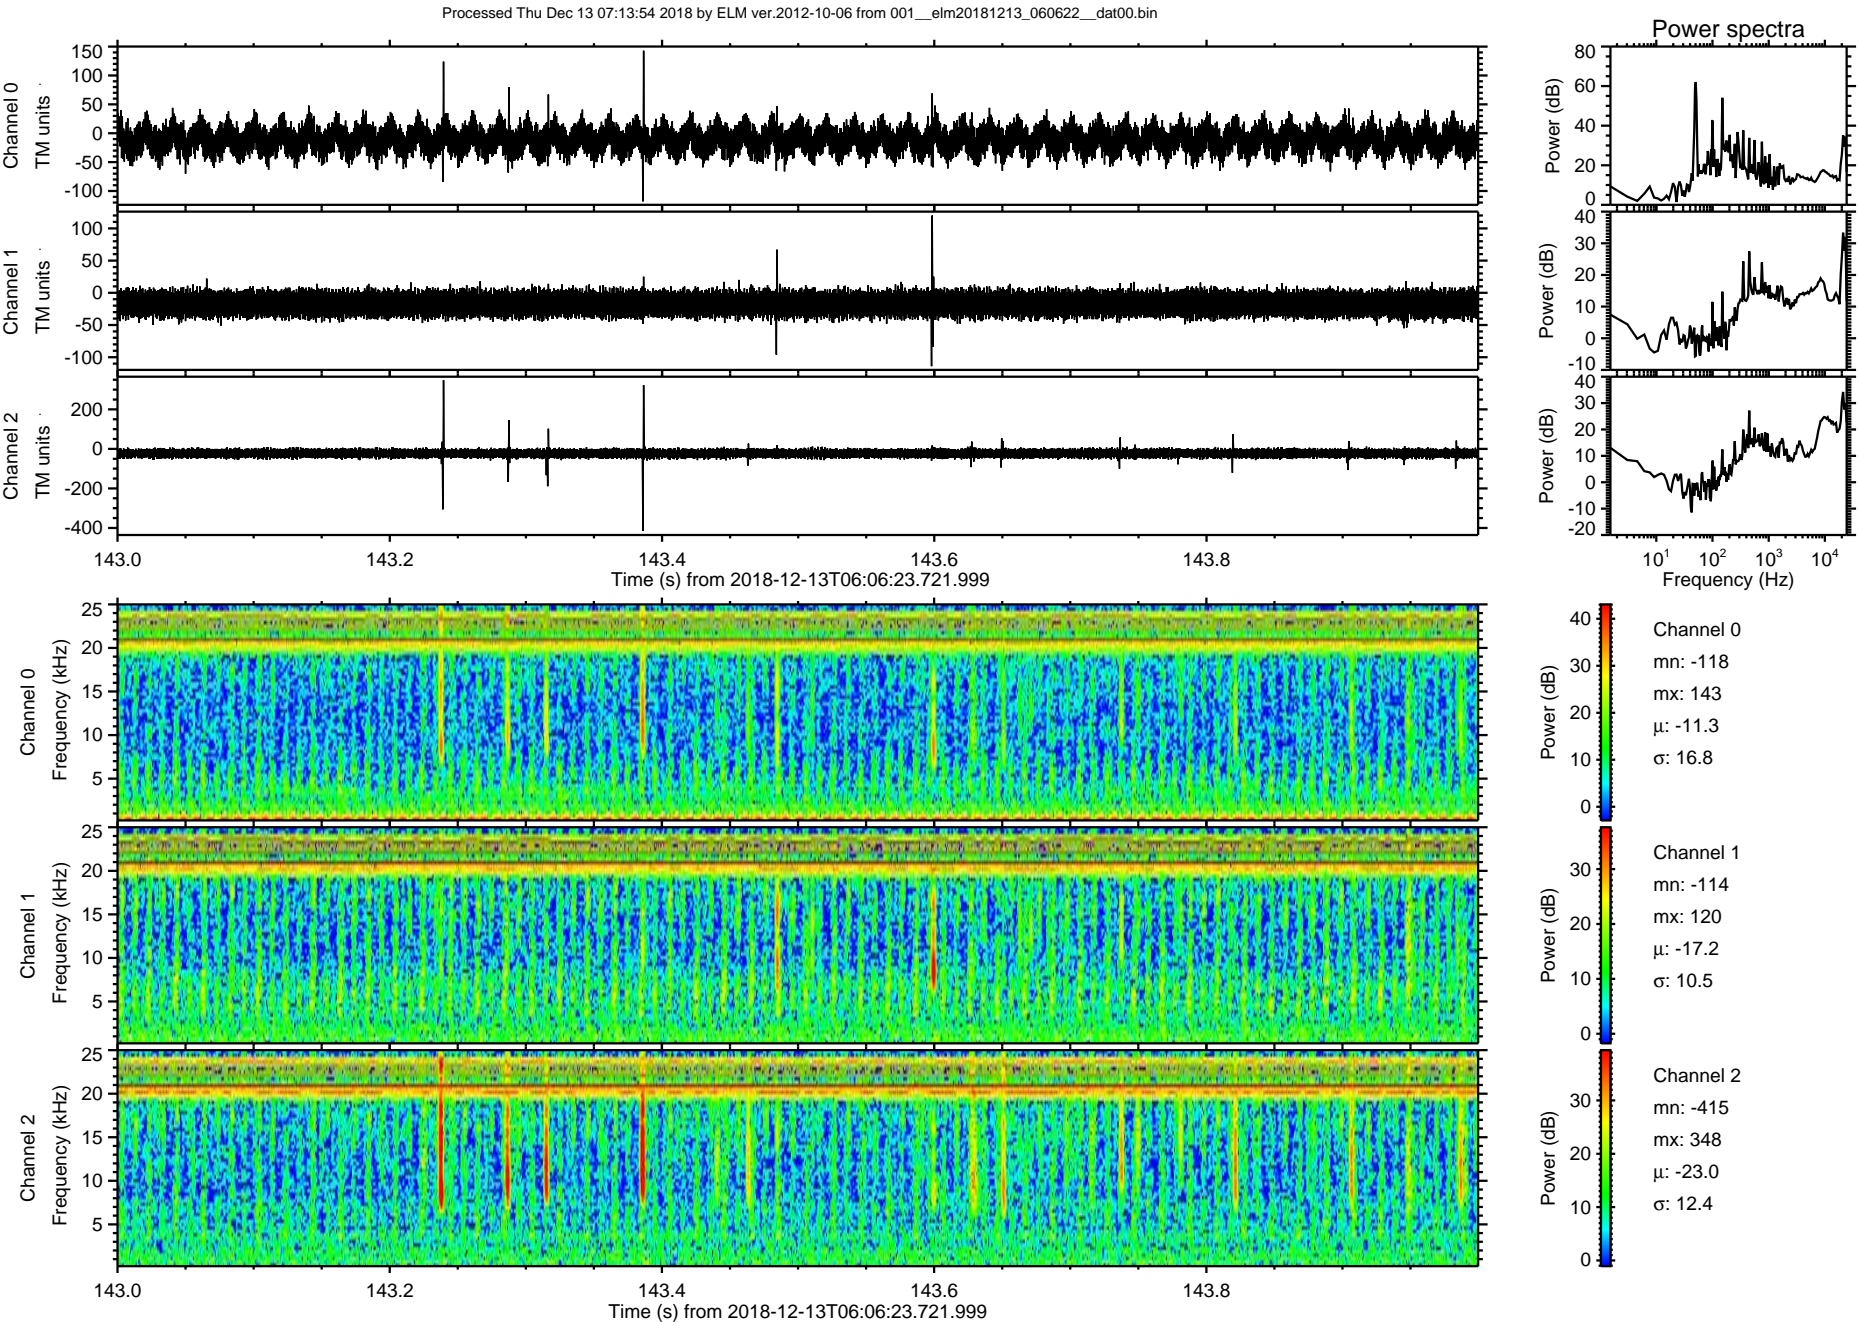 Processed Thu Dec 13 07:13:54 2018 by ELM ver.2012-10-06 from 001__elm20181213_060622__dat00.bin
Power spectra
Channel 0
TM units
150
100
50
0
-50
-100
Power (dB)
80
60
40
20
0
Channel 1
TM units
100
50
0
-50
-100
Power (dB)
40
30
20
10
0
-10
Channel 2
TM units
200
0
-200
-400
Power (dB)
40
30
20
10
0
-10
-20
143.0 143.2 143.4 143.6 143.8
Time (s) from 2018-12-13T06:06:23.721.999
10¹ 10² 10³ 10⁴
Frequency (Hz)
Channel 0
Frequency (kHz)
25
20
15
10
5
Power (dB)
40
30
20
10
0
Channel 0
mn: -118
mx: 143
μ: -11.3
σ: 16.8
Channel 1
Frequency (kHz)
25
20
15
10
5
Power (dB)
30
20
10
0
Channel 1
mn: -114
mx: 120
μ: -17.2
σ: 10.5
Channel 2
Frequency (kHz)
25
20
15
10
5
Power (dB)
30
20
10
0
Channel 2
mn: -415
mx: 348
μ: -23.0
σ: 12.4
143.0 143.2 143.4 143.6 143.8
Time (s) from 2018-12-13T06:06:23.721.999